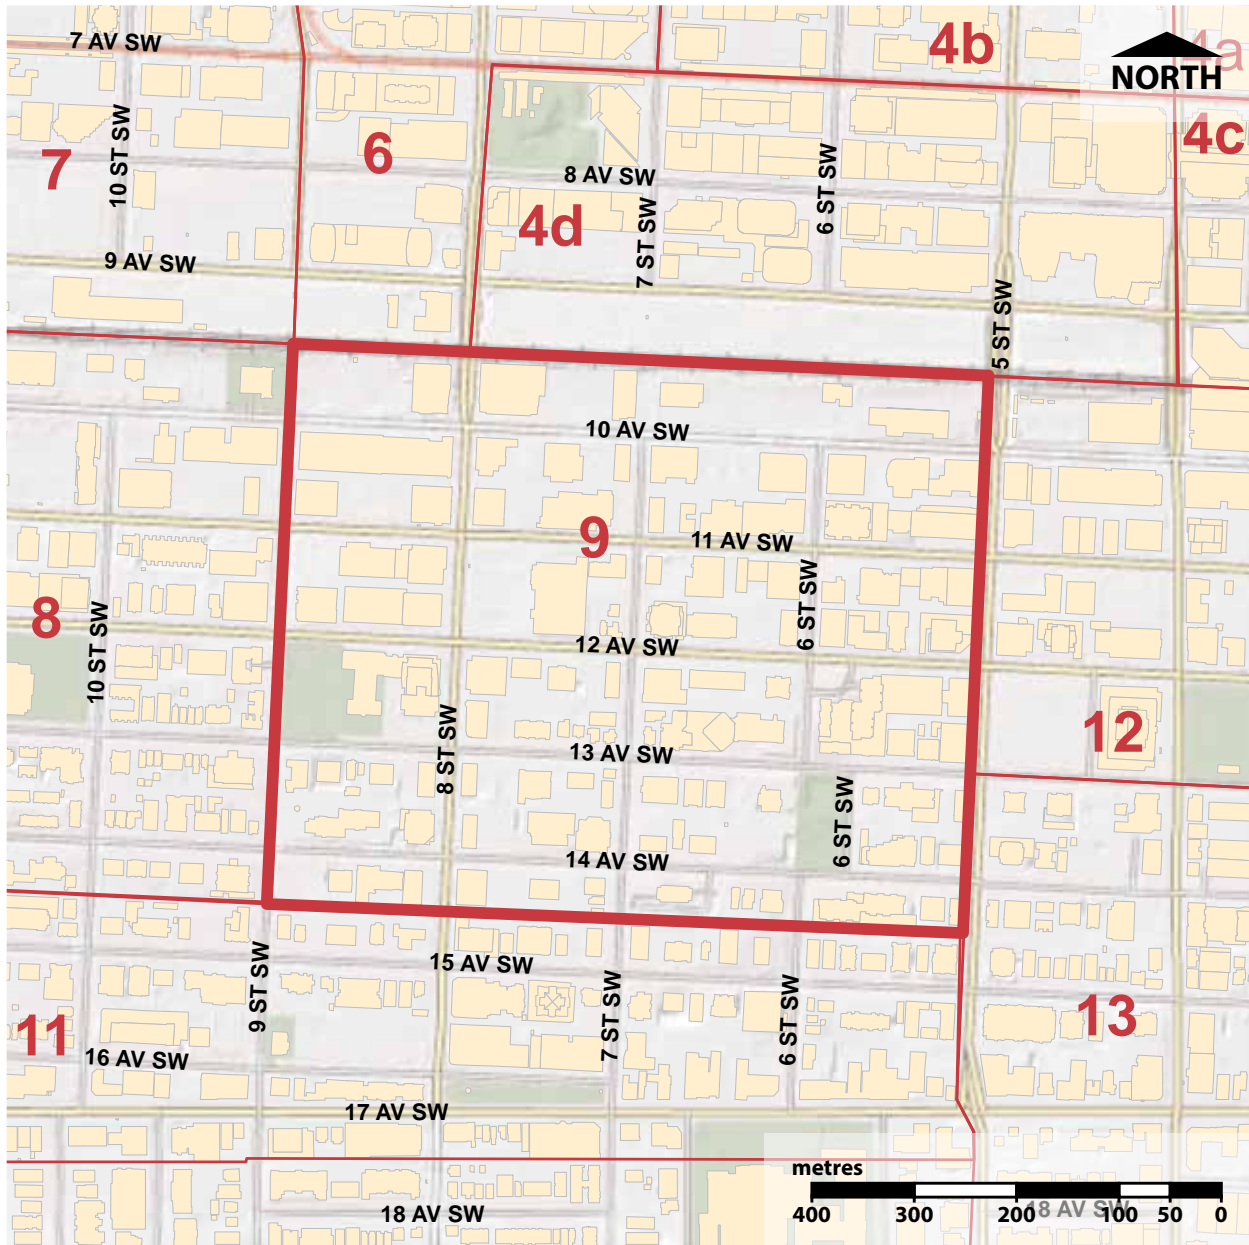 7 AV SW
4b
4a
NORTH
10 ST SW
7
6
4c
8 AV SW
6 ST SW
4d
7 ST SW
9 AV SW
5 ST SW
10 AV SW
9
11 AV SW
8
10 ST SW
6 ST SW
12 AV SW
8 ST SW
12
13 AV SW
6 ST SW
14 AV SW
9 ST SW
15 AV SW
7 ST SW
6 ST SW
13
11
16 AV SW
17 AV SW
metres
18 AV SW
18 AV SW
400 300 200 100 50 0